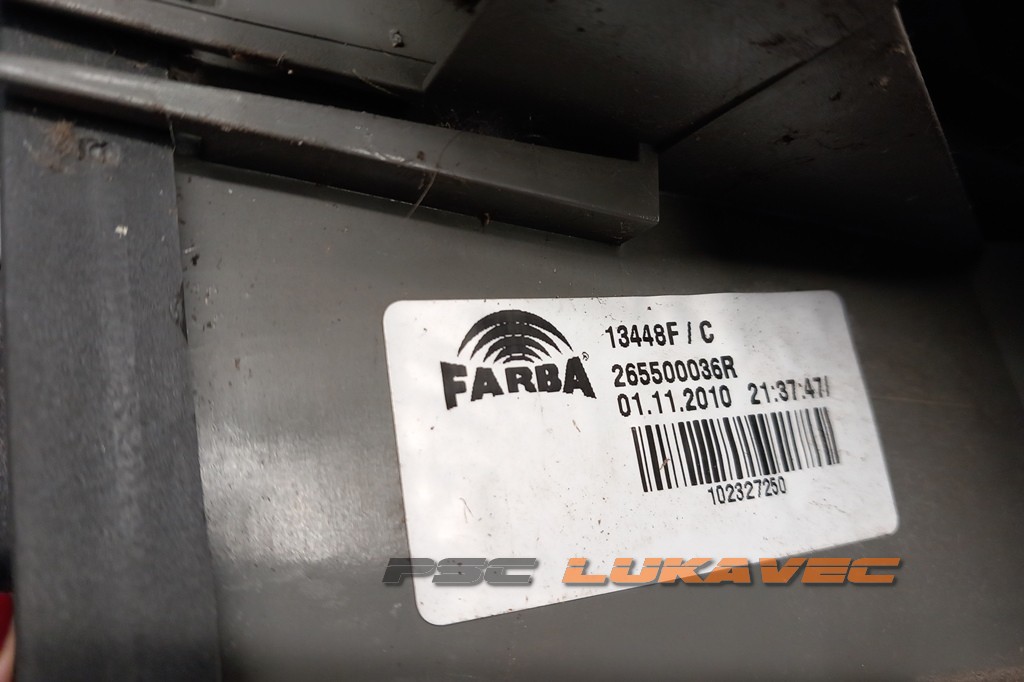 FARBA®
13448F / C
265500036R
01.11.2010 21:37:47/
102327250
PSC LUKAVEC